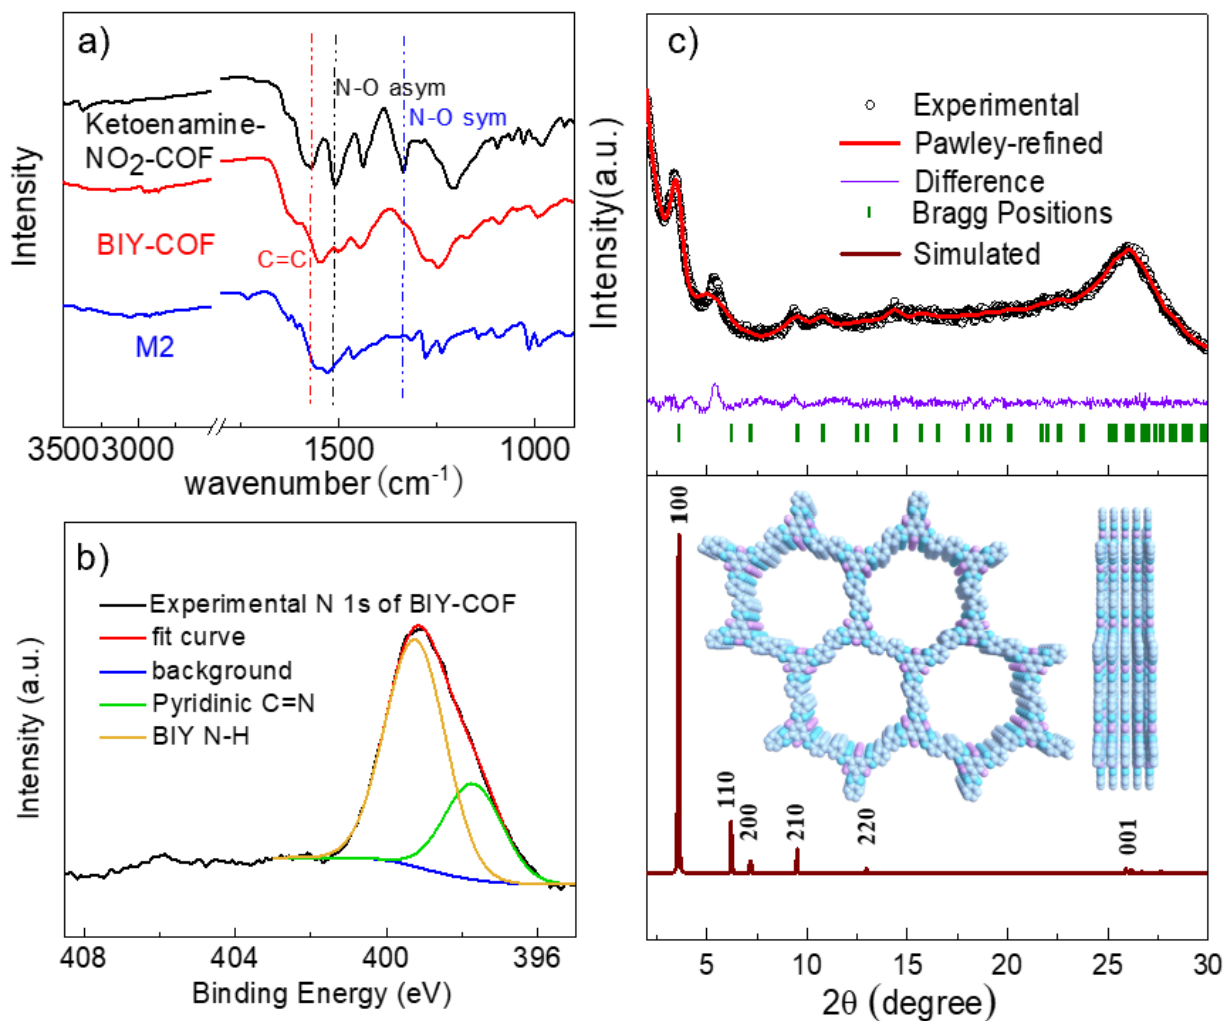 a)
N-O asym
N-O sym
Ketoenamine-
NO2-COF
BIY-COF
C=C
M2
Intensity
35003000
1500
1000
wavenumber (cm-1)
b)
Experimental N 1s of BIY-COF
fit curve
background
Pyridinic C=N
BIY N-H
Intensity (a.u.)
408
404
400
396
Binding Energy (eV)
c)
Experimental
Pawley-refined
Difference
Bragg Positions
Simulated
Intensity(a.u.)
100
110
200
210
220
001
5
10
15
20
25
30
2θ (degree)